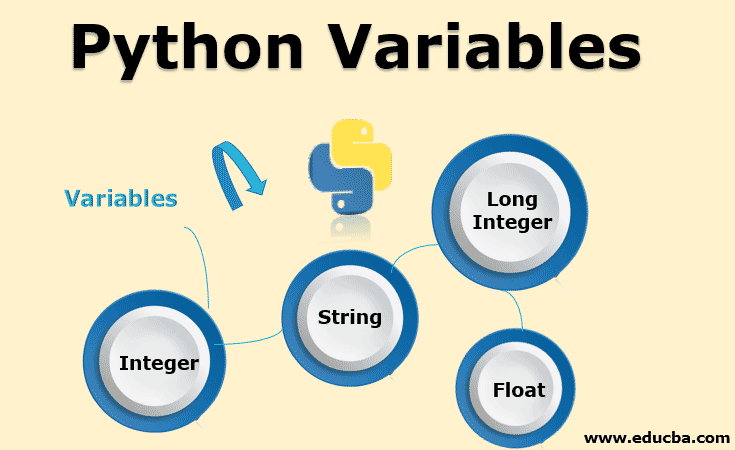 Python Variables
Variables
Integer
String
Long
Integer
Float
www.educba.com